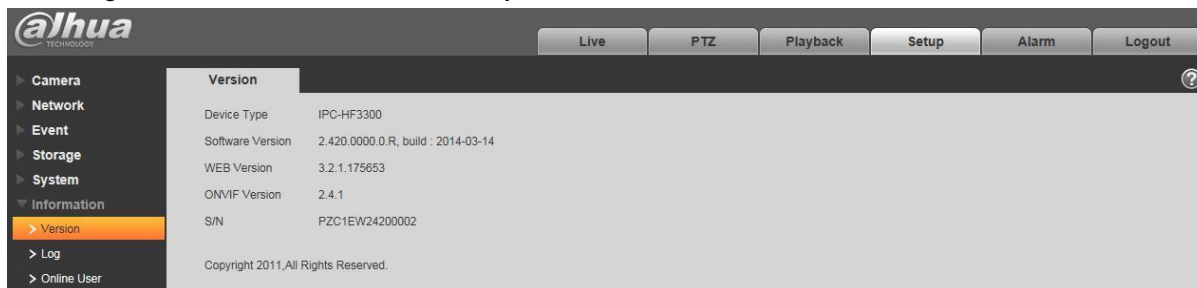 alhua
TECHNOLOGY
Live PTZ Playback Setup Alarm Logout
Camera
Network
Event
Storage
System
Information
> Version
> Log
> Online User
Version
?
Device Type IPC-HF3300
Software Version 2.420.0000.0.R, build : 2014-03-14
WEB Version 3.2.1.175653
ONVIF Version 2.4.1
S/N PZC1EW24200002
Copyright 2011,All Rights Reserved.